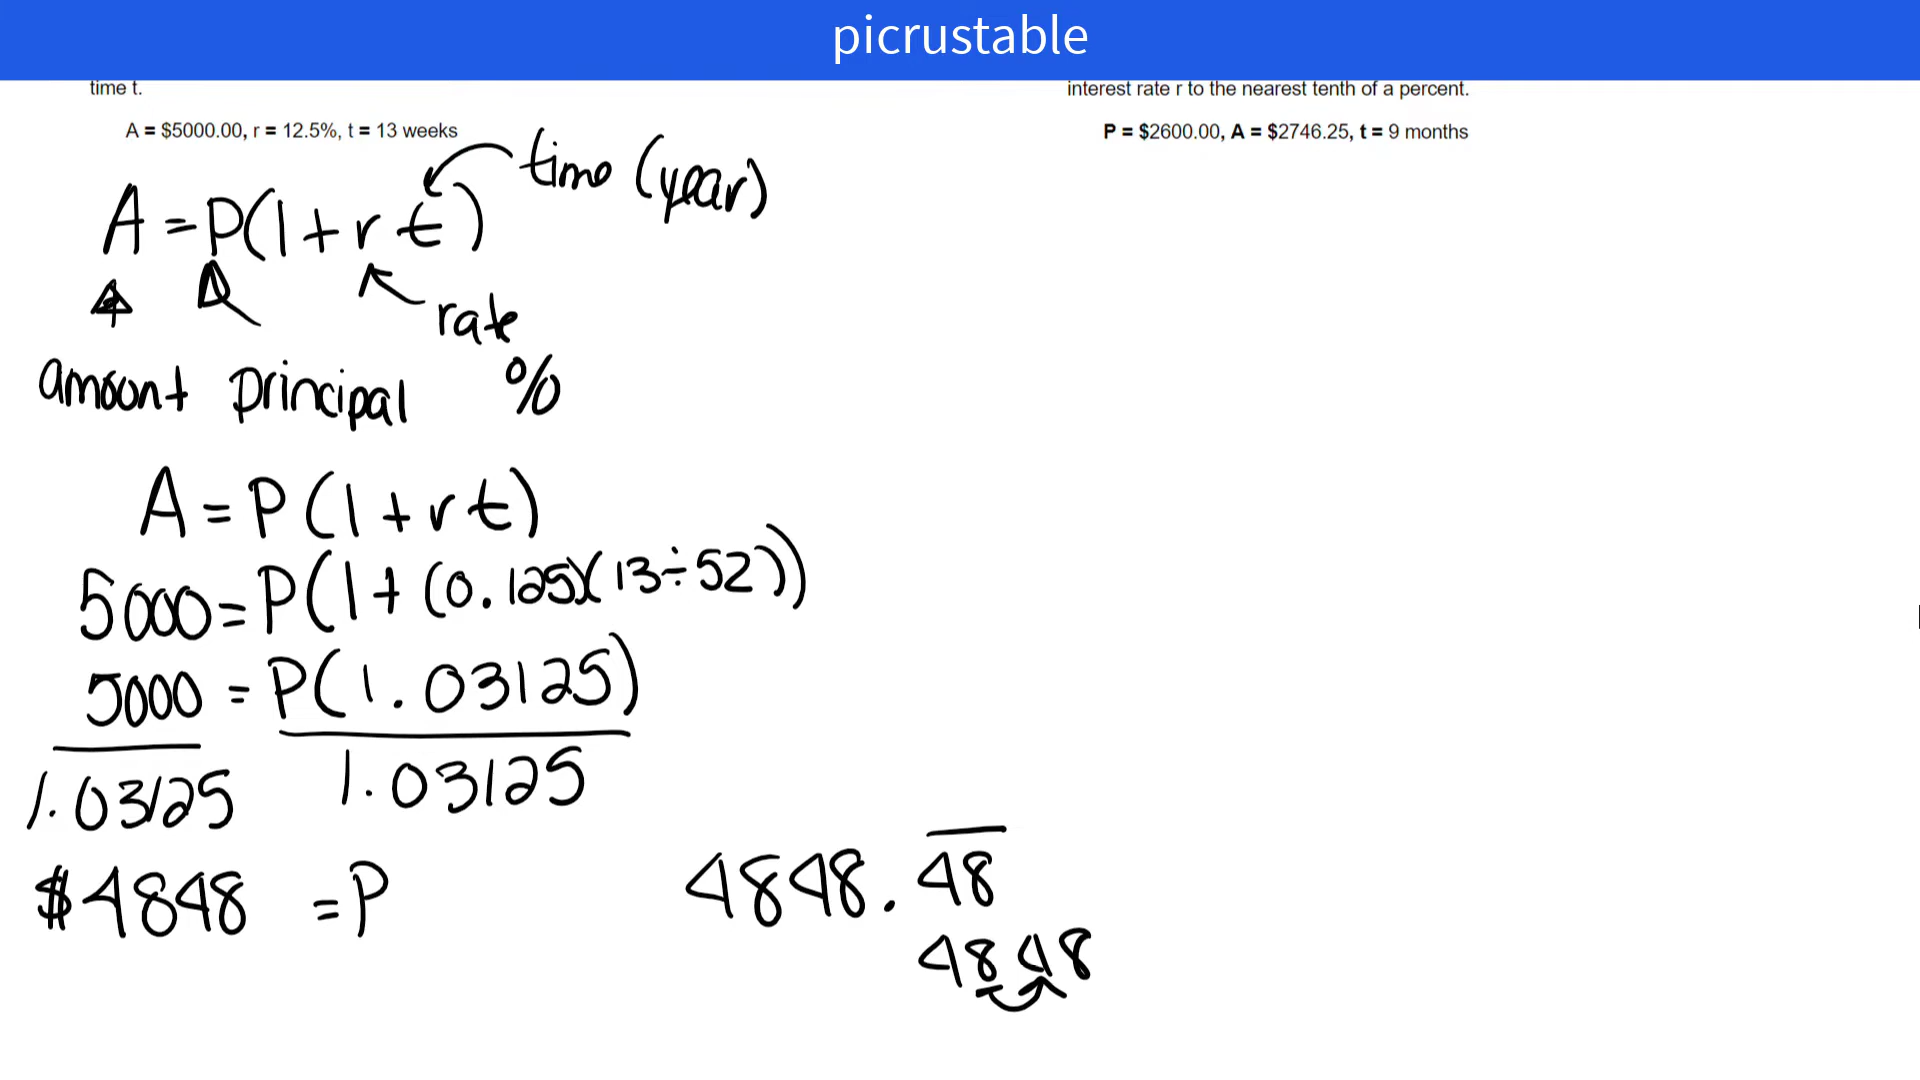 picrustable
time t.
A = $5000.00, r = 12.5%, t = 13 weeks
time (year)
A = P(1 + r t)
rate
amount principal %
A = P(1 + r t)
5000 = P(1 + (0.125)(13 ÷ 52))
5000 = P(1.03125)
1.03125 1.03125
$4848 = P
4848.48
4848
interest rate r to the nearest tenth of a percent.
P = $2600.00, A = $2746.25, t = 9 months